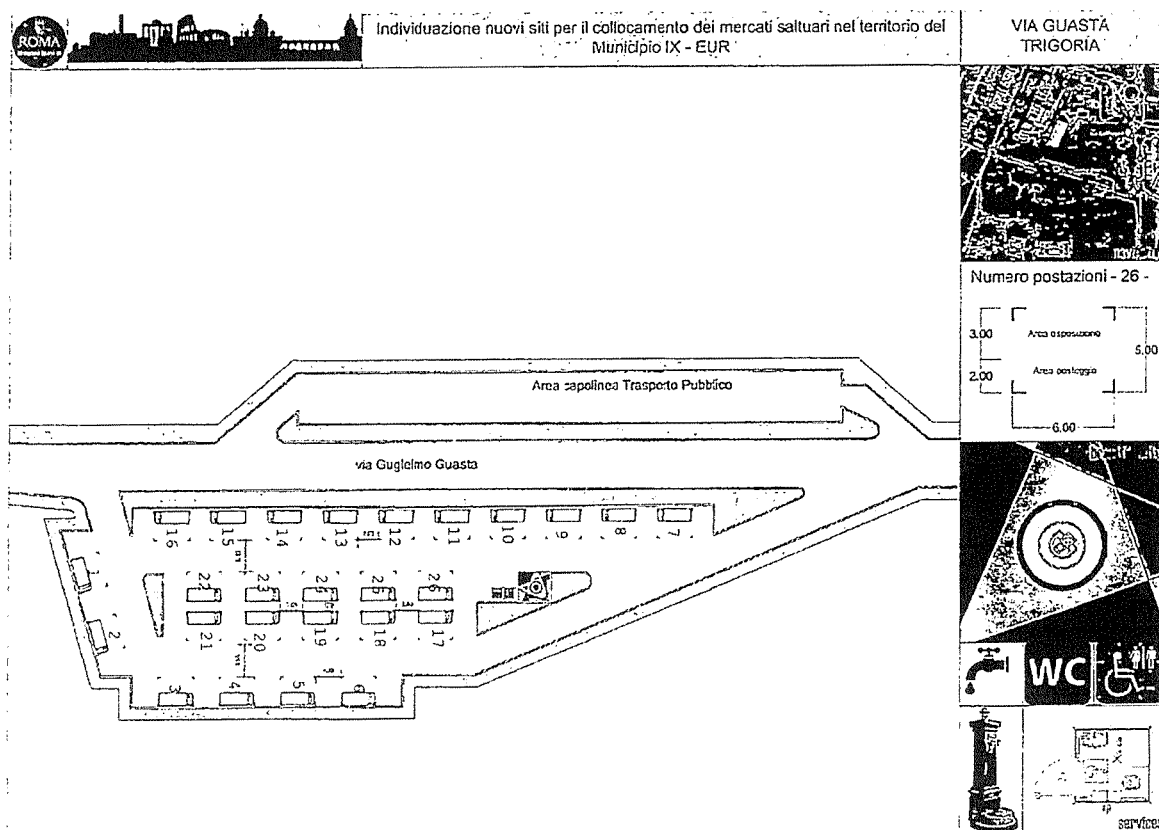 ROMA
Individuazione nuovi siti per il collocamento dei mercati saltuari nel territorio del
Municipio IX - EUR
VIA GUASTA
TRIGORIA
Numero postazioni - 26 -
3.00
Area esposizione
5.00
2.00
Area posteggio
6.00
Area capolinea Trasporto Pubblico
via Guglielmo Guasta
16
15
14
13
12
11
10
9
8
7
1
22
23
24
25
26
2
21
20
19
18
17
3
4
5
6
WC
services